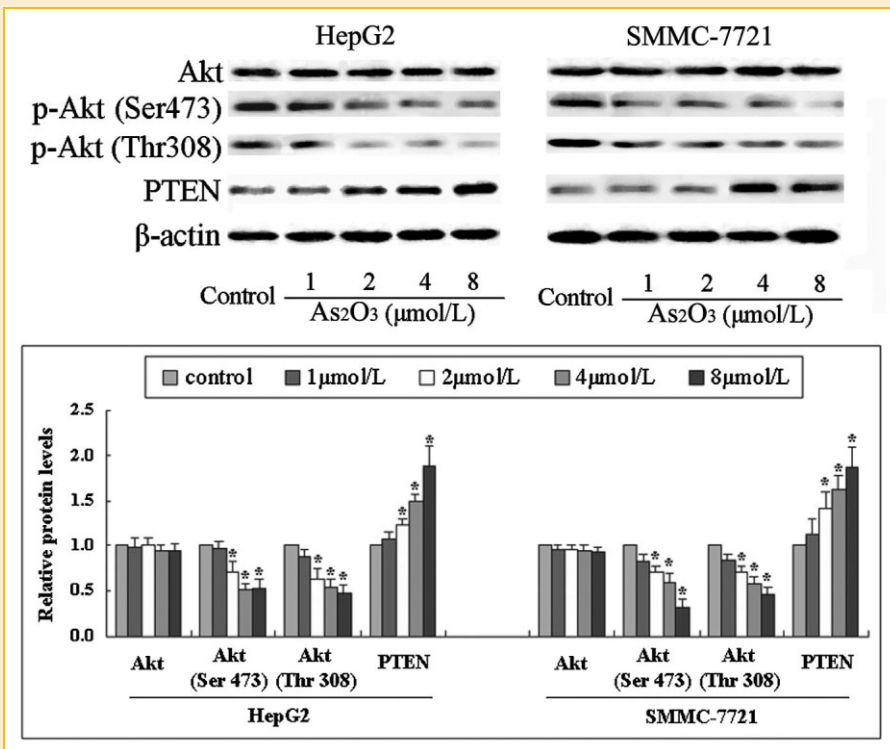 HepG2 SMMC-7721
Akt
p-Akt (Ser473)
p-Akt (Thr308)
PTEN
β-actin
Control 1 2 4 8 Control 1 2 4 8
As2O3 (μmol/L) As2O3 (μmol/L)
control 1μmol/L 2μmol/L 4μmol/L 8μmol/L
Relative protein levels
2.5
2.0
1.5
1.0
0.5
0.0
* * * * * * * * *
* * * * * * * * *
Akt Akt (Ser 473) Akt (Thr 308) PTEN Akt Akt (Ser 473) Akt (Thr 308) PTEN
HepG2 SMMC-7721